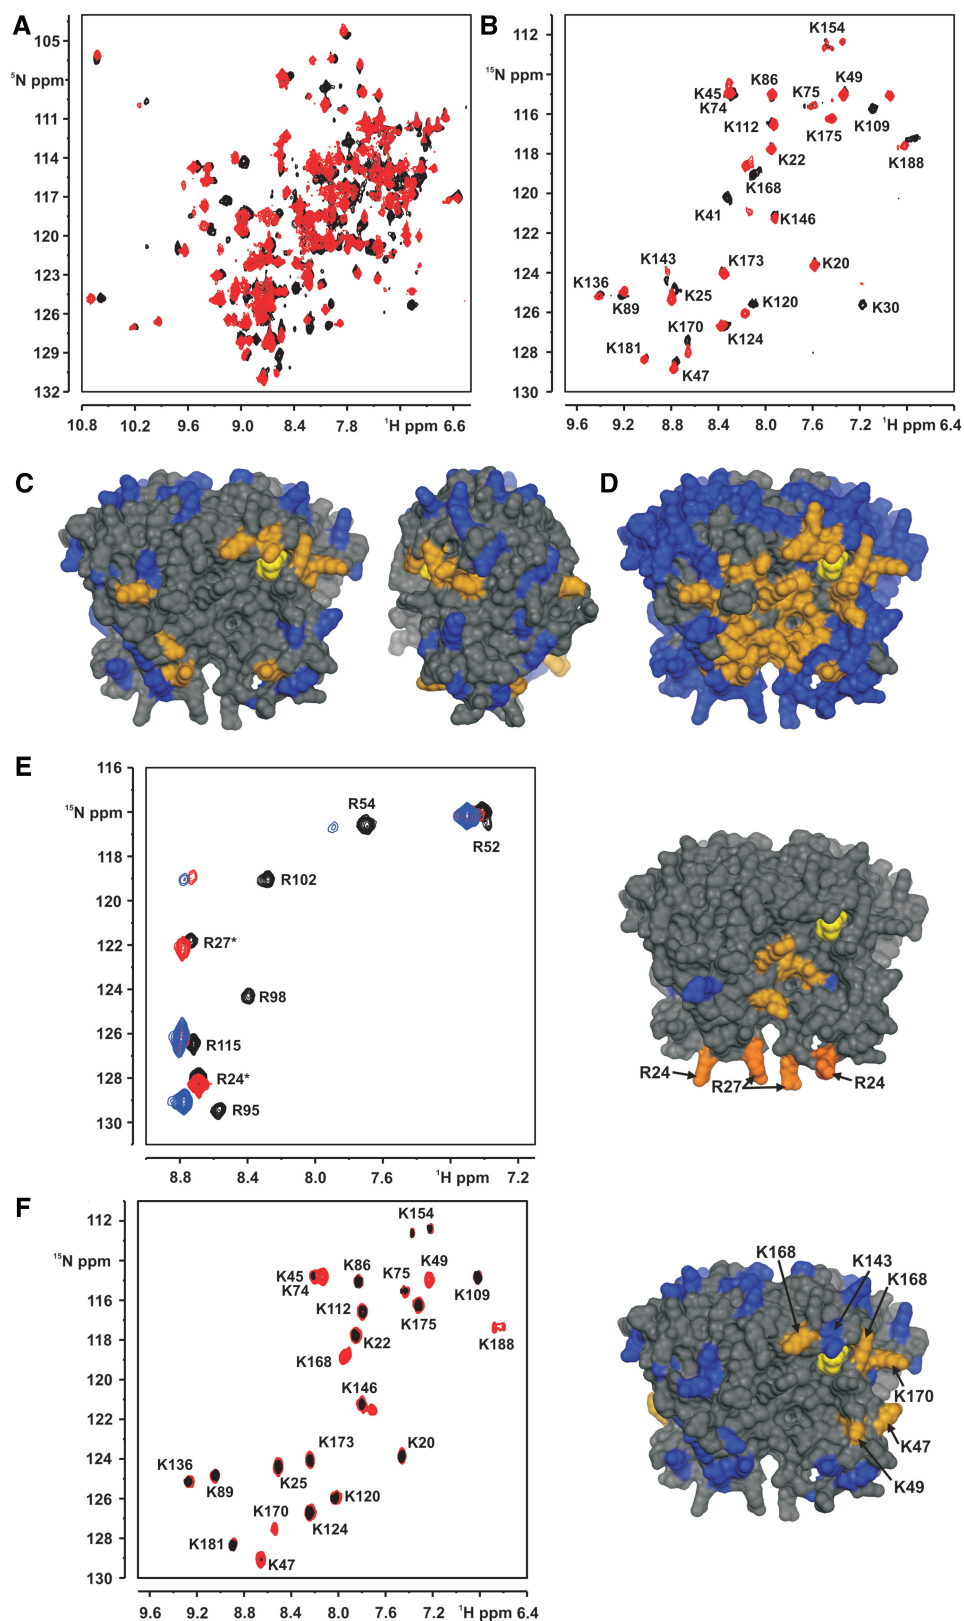 A
105
⁵N ppm
111
114
117
120
123
126
129
132
10.8 10.2 9.6 9.0 8.4 7.8 ¹H ppm 6.6
B
112
¹⁵N ppm
116
118
120
122
124
126
128
130
K154
K45
K74
K86
K75
K49
K112
K175
K109
K22
K188
K168
K41
K146
K143
K173
K20
K136
K89
K25
K120
K30
K170
K124
K181
K47
9.6 9.2 8.8 8.4 8.0 7.6 7.2 ¹H ppm 6.4
C
D
E
116
¹⁵N ppm
118
120
122
124
126
128
130
R54
R52
R102
R27*
R98
R115
R24*
R95
8.8 8.4 8.0 7.6 ¹H ppm 7.2
R24
R27
R24
F
112
¹⁵N ppm
116
118
120
122
124
126
128
130
K154
K45
K74
K86
K75
K49
K109
K112
K175
K22
K188
K168
K146
K173
K20
K136
K89
K25
K120
K170
K124
K181
K47
9.6 9.2 8.8 8.4 8.0 7.6 7.2 ¹H ppm 6.4
K168
K143
K168
K170
K47
K49